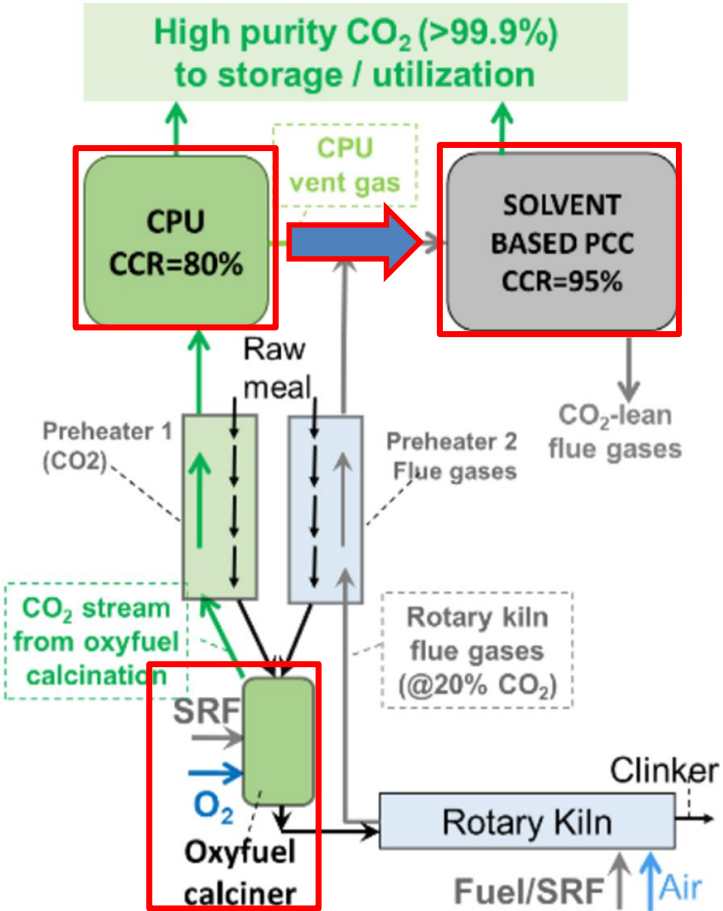 High purity CO₂ (>99.9%)
to storage / utilization
CPU
vent gas
CPU
CCR=80%
SOLVENT
BASED PCC
CCR=95%
Raw
meal
CO₂-lean
flue gases
Preheater 1
(CO2)
Preheater 2
Flue gases
CO₂ stream
from oxyfuel
calcination
Rotary kiln
flue gases
(@20% CO₂)
SRF
O₂
Oxyfuel
calciner
Clinker
Rotary Kiln
Fuel/SRF
Air